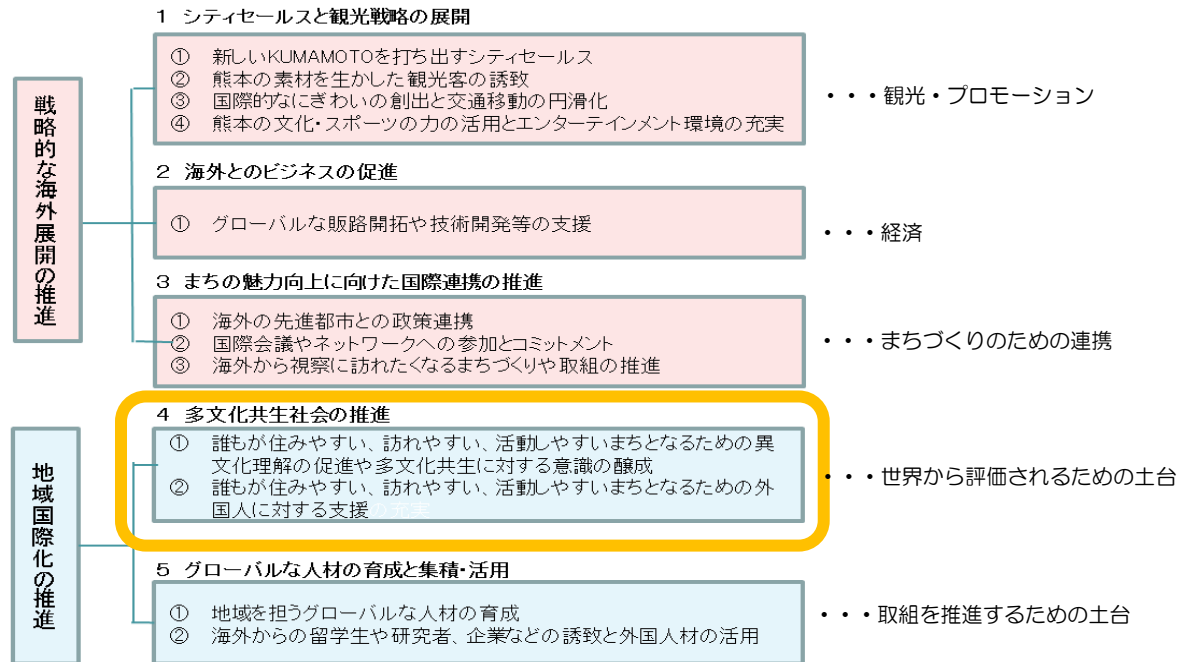 1 シティセールスと観光戦略の展開
① 新しいKUMAMOTOを打ち出すシティセールス
② 熊本の素材を生かした観光客の誘致
③ 国際的なにぎわいの創出と交通移動の円滑化
④ 熊本の文化・スポーツの力の活用とエンターテインメント環境の充実
・・・観光・プロモーション
戦略的な海外展開の推進
2 海外とのビジネスの促進
① グローバルな販路開拓や技術開発等の支援
・・・経済
3 まちの魅力向上に向けた国際連携の推進
① 海外の先進都市との政策連携
② 国際会議やネットワークへの参加とコミットメント
③ 海外から視察に訪れたくなるまちづくりや取組の推進
・・・まちづくりのための連携
4 多文化共生社会の推進
① 誰もが住みやすい、訪れやすい、活動しやすいまちとなるための異
文化理解の促進や多文化共生に対する意識の醸成
② 誰もが住みやすい、訪れやすい、活動しやすいまちとなるための外
国人に対する支援の充実
・・・世界から評価されるための土台
地域国際化の推進
5 グローバルな人材の育成と集積・活用
① 地域を担うグローバルな人材の育成
② 海外からの留学生や研究者、企業などの誘致と外国人材の活用
・・・取組を推進するための土台